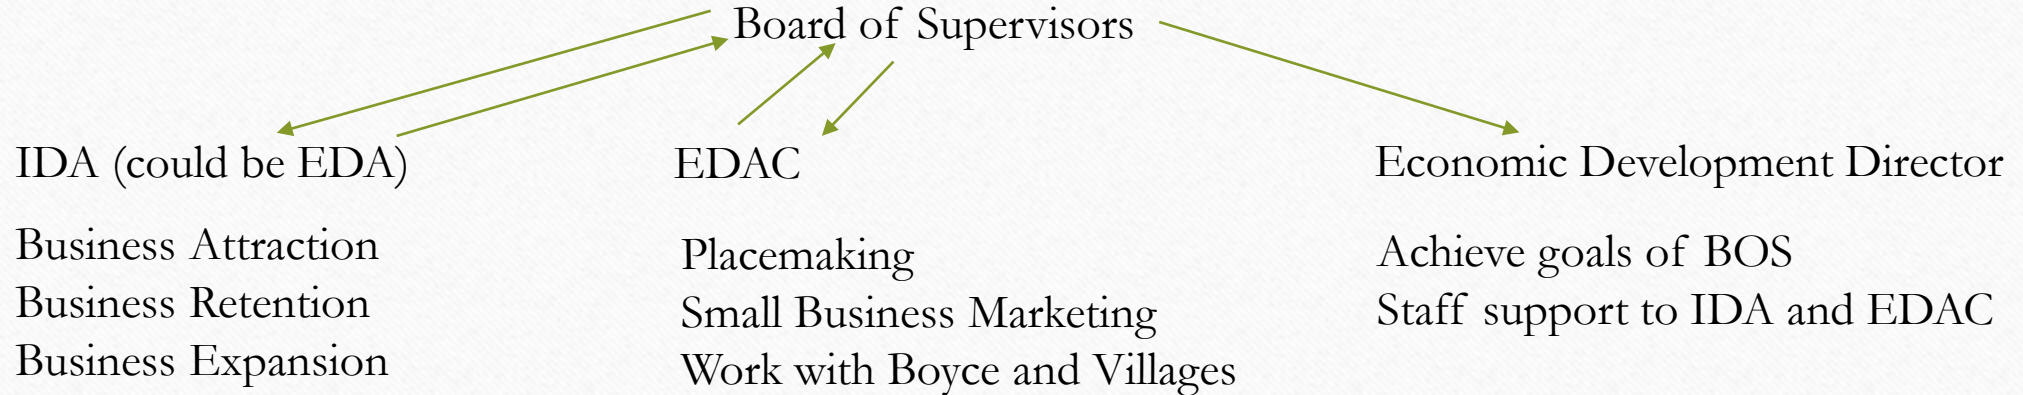 Board of Supervisors
IDA (could be EDA)
Business Attraction
Business Retention
Business Expansion
EDAC
Placemaking
Small Business Marketing
Work with Boyce and Villages
Economic Development Director
Achieve goals of BOS
Staff support to IDA and EDAC